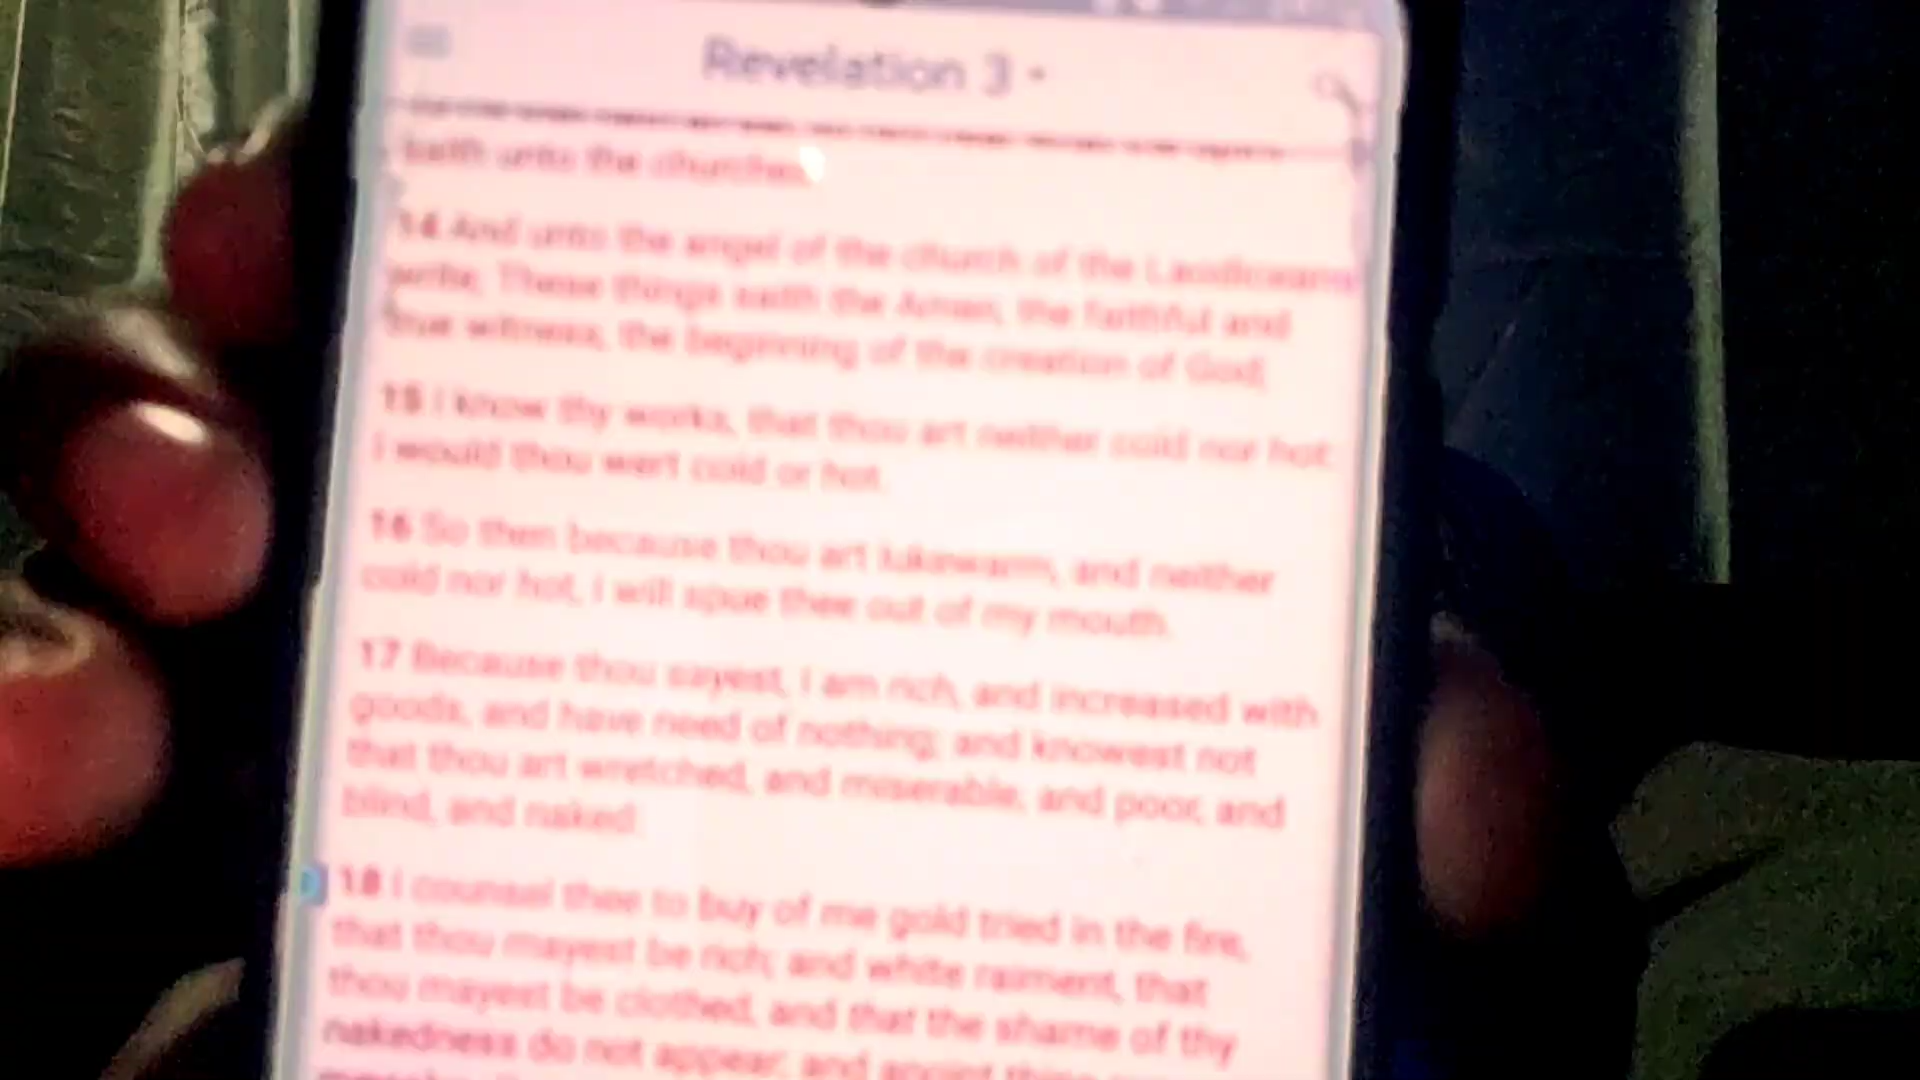 Revelation 3
saith unto the churches.
14 And unto the angel of the church of the Laodiceans
write; These things saith the Amen, the faithful and
true witness, the beginning of the creation of God;
15 I know thy works, that thou art neither cold nor hot:
I would thou wert cold or hot.
16 So then because thou art lukewarm, and neither
cold nor hot, I will spue thee out of my mouth.
17 Because thou sayest, I am rich, and increased with
goods, and have need of nothing; and knowest not
that thou art wretched, and miserable, and poor, and
blind, and naked:
18 I counsel thee to buy of me gold tried in the fire,
that thou mayest be rich; and white raiment, that
thou mayest be clothed, and that the shame of thy
nakedness do not appear; and anoint thine